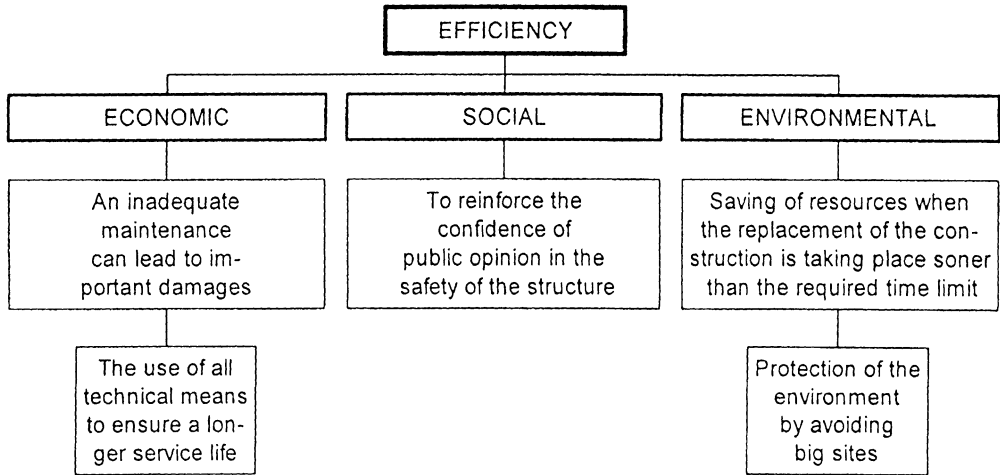 EFFICIENCY
ECONOMIC
An inadequate
maintenance
can lead to im-
portant damages
The use of all
technical means
to ensure a lon-
ger service life
SOCIAL
To reinforce the
confidence of
public opinion in the
safety of the structure
ENVIRONMENTAL
Saving of resources when
the replacement of the con-
struction is taking place soner
than the required time limit
Protection of the
environment
by avoiding
big sites